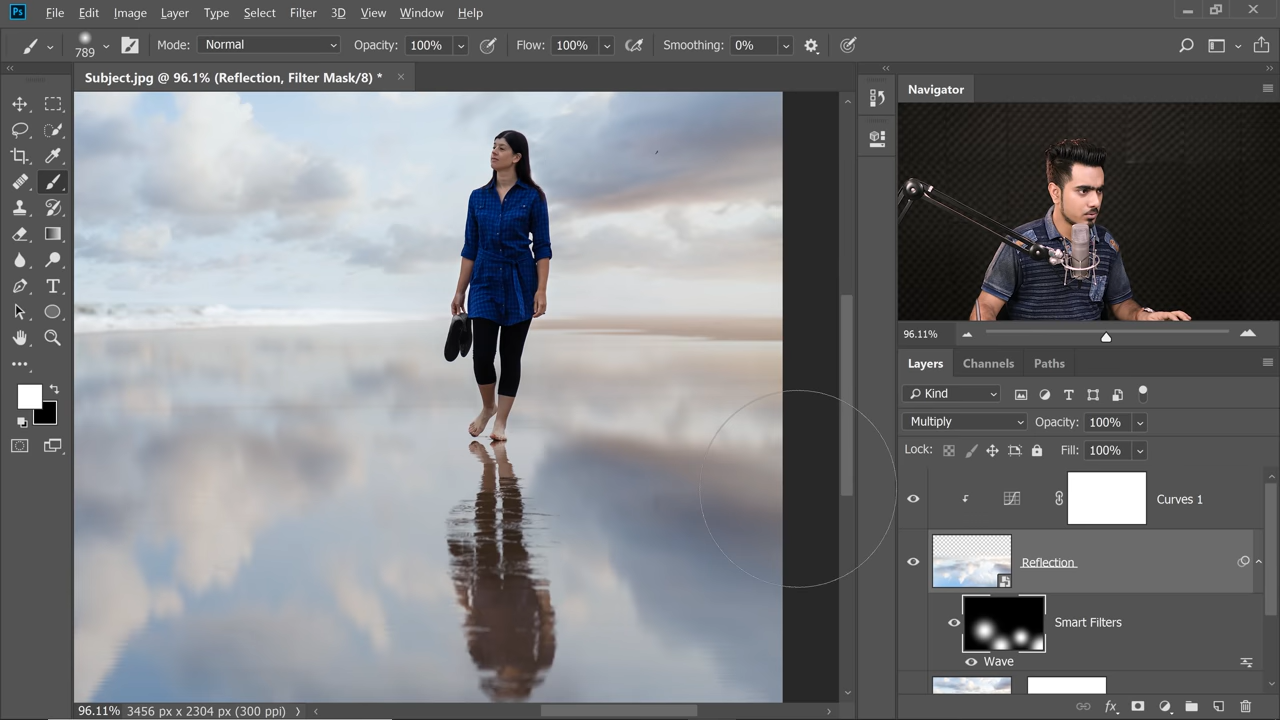 Ps File Edit Image Layer Type Select Filter 3D View Window Help
789 Mode: Normal Opacity: 100% Flow: 100% Smoothing: 0%
Subject.jpg @ 96.1% (Reflection, Filter Mask/8) *
Navigator
96.11%
Layers Channels Paths
Kind
Multiply Opacity: 100%
Lock: Fill: 100%
Curves 1
Reflection
Smart Filters
Wave
96.11% 3456 px x 2304 px (300 ppi)